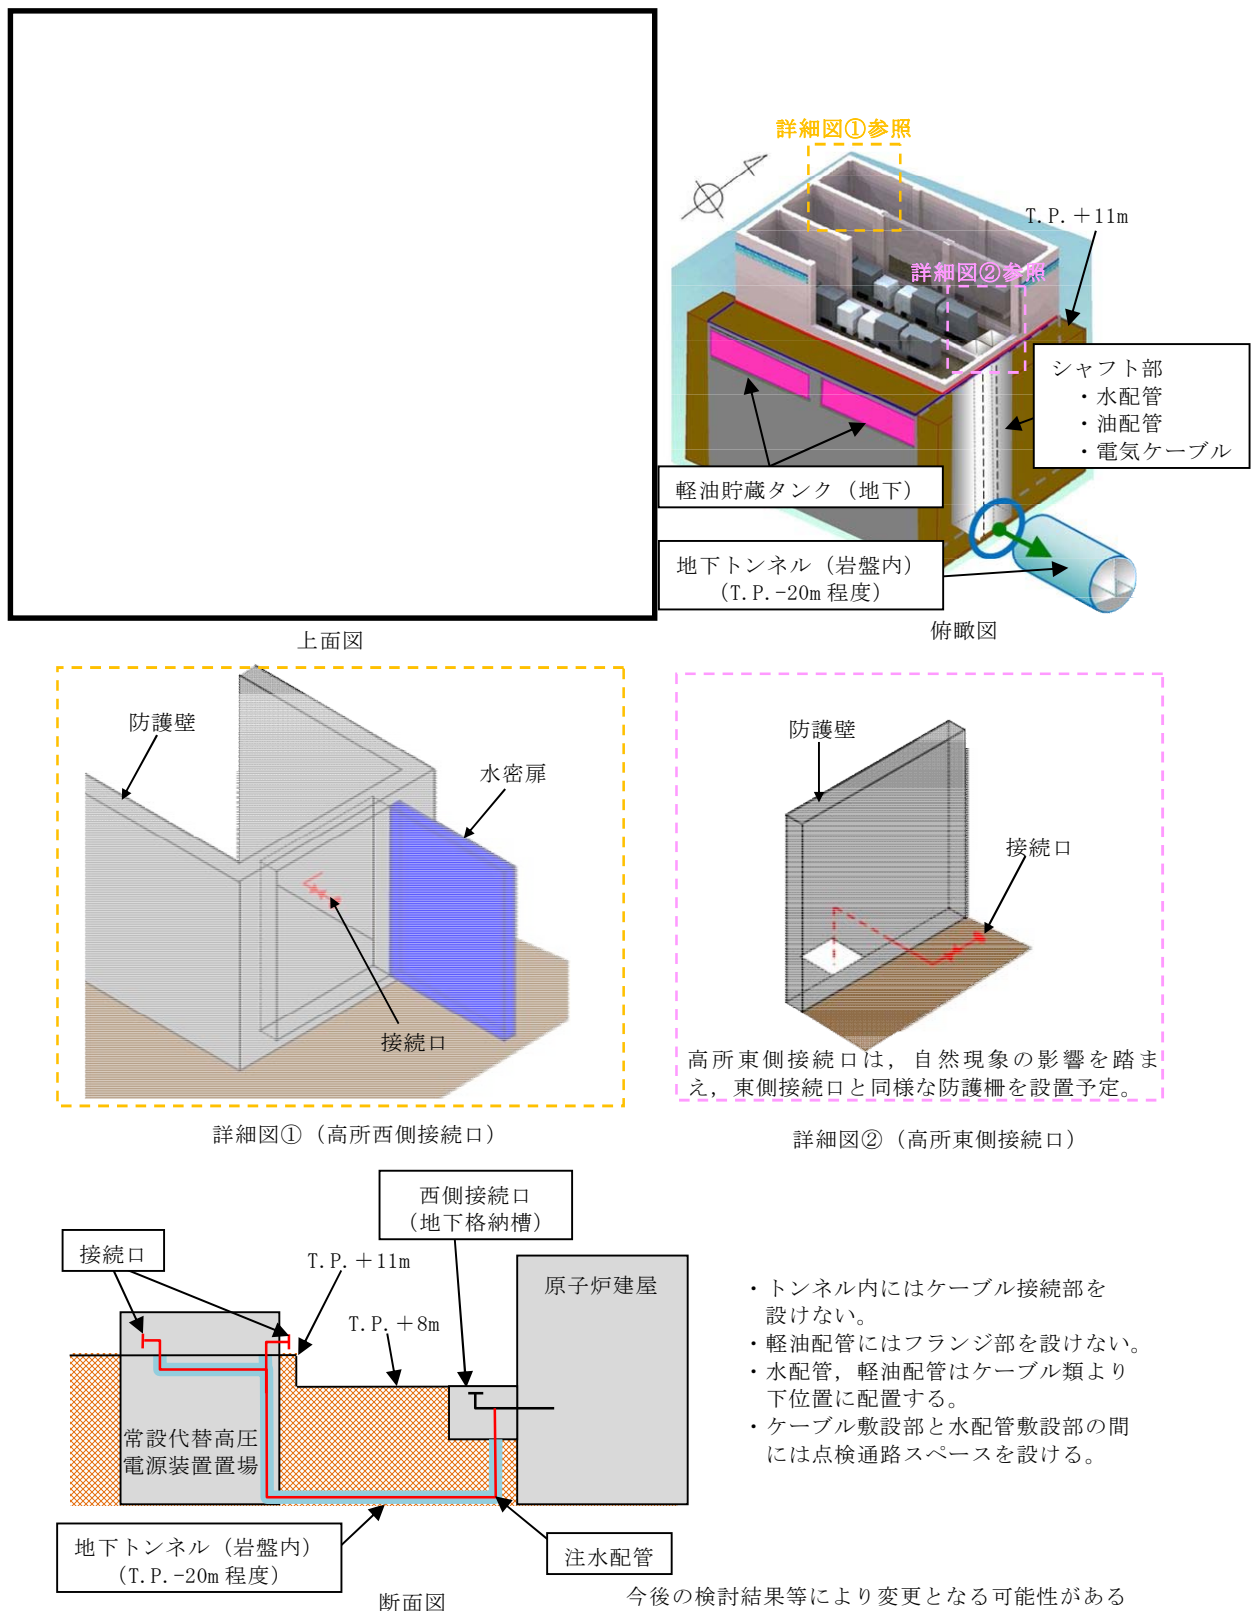 詳細図①参照
T.P.＋11m
詳細図②参照
シャフト部
・水配管
・油配管
・電気ケーブル
軽油貯蔵タンク（地下）
地下トンネル（岩盤内）
（T.P.-20m 程度）
上面図
俯瞰図
防護壁
水密扉
接続口
詳細図①（高所西側接続口）
防護壁
接続口
高所東側接続口は，自然現象の影響を踏ま
え，東側接続口と同様な防護柵を設置予定。
詳細図②（高所東側接続口）
西側接続口
（地下格納槽）
接続口
T.P.＋11m
T.P.＋8m
原子炉建屋
常設代替高圧
電源装置置場
地下トンネル（岩盤内）
（T.P.-20m 程度）
注水配管
断面図
・トンネル内にはケーブル接続部を
設けない。
・軽油配管にはフランジ部を設けない。
・水配管，軽油配管はケーブル類より
下位置に配置する。
・ケーブル敷設部と水配管敷設部の間
には点検通路スペースを設ける。
今後の検討結果等により変更となる可能性がある